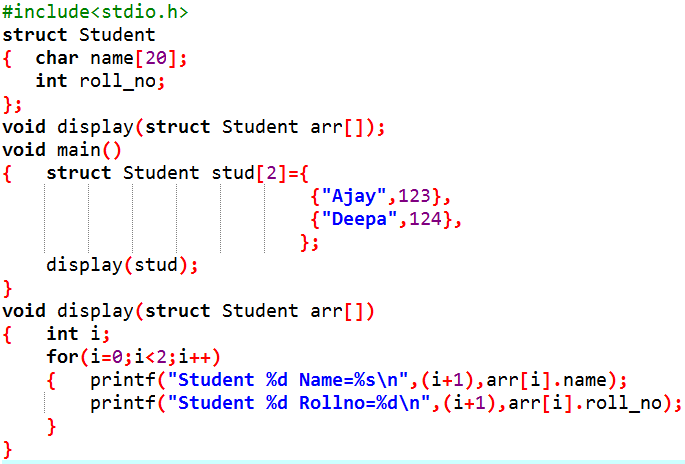 #include<stdio.h>
struct Student
{  char name[20];
   int roll_no;
};
void display(struct Student arr[]);
void main()
{   struct Student stud[2]={
                            {"Ajay",123},
                            {"Deepa",124},
                           };
    display(stud);
}
void display(struct Student arr[])
{   int i;
    for(i=0;i<2;i++)
    {   printf("Student %d Name=%s\n",(i+1),arr[i].name);
        printf("Student %d Rollno=%d\n",(i+1),arr[i].roll_no);
    }
}